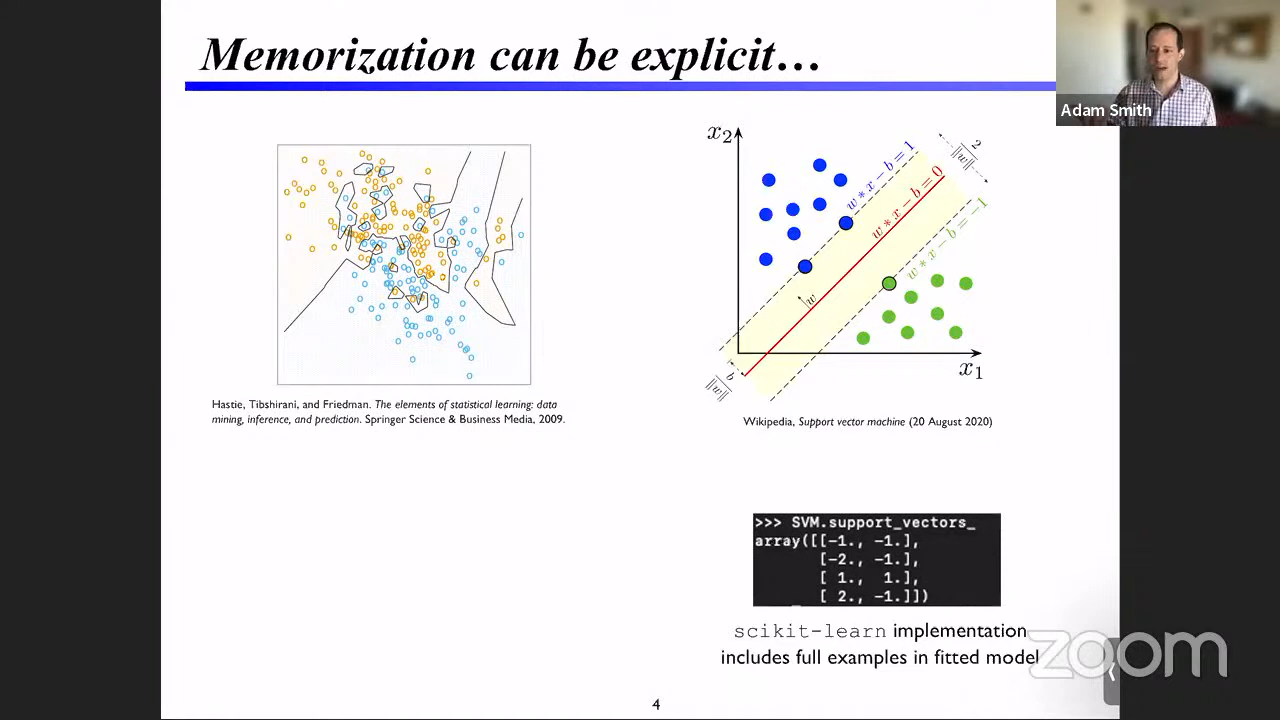 Memorization can be explicit…
Adam Smith
x₂
w * x − b = 1
w * x − b = 0
w * x − b = −1
2
‖w‖
w
b
‖w‖
x₁
Hastie, Tibshirani, and Friedman. The elements of statistical learning: data
mining, inference, and prediction. Springer Science & Business Media, 2009.
Wikipedia, Support vector machine (20 August 2020)
>>> SVM.support_vectors_
array([[-1., -1.],
[-2., -1.],
[ 1., 1.],
[ 2., -1.]])
scikit-learn implementation
includes full examples in fitted model
zoom
4